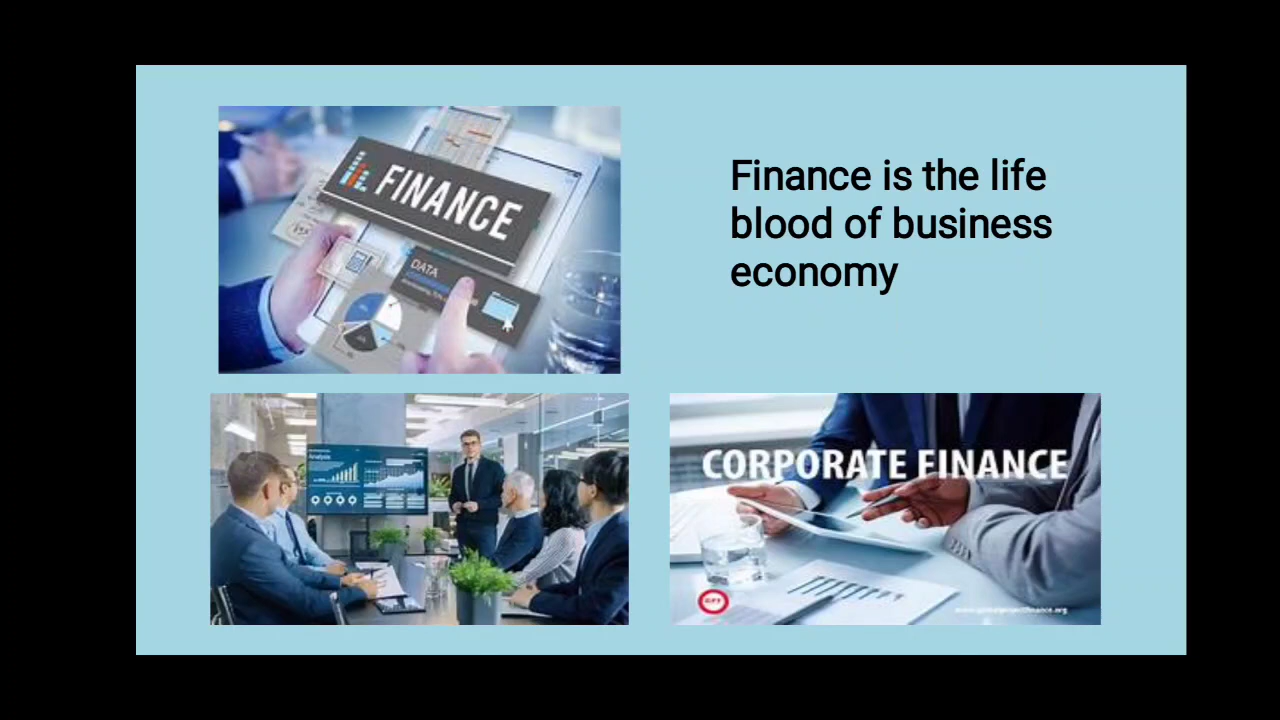 FINANCE
DATA
Finance is the life
blood of business
economy
Analysis
CORPORATE FINANCE